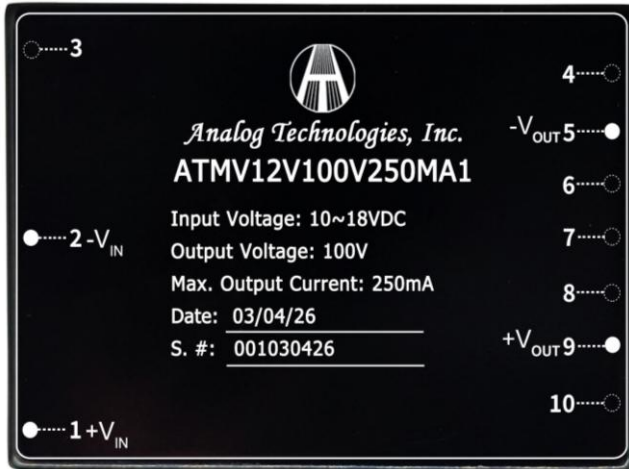 3
4
Analog Technologies, Inc.
-VOUT 5
ATMV12V100V250MA1
6
Input Voltage: 10~18VDC
2 -VIN
7
Output Voltage: 100V
Max. Output Current: 250mA
8
Date: 03/04/26
S. #: 001030426
+VOUT 9
10
1 +VIN